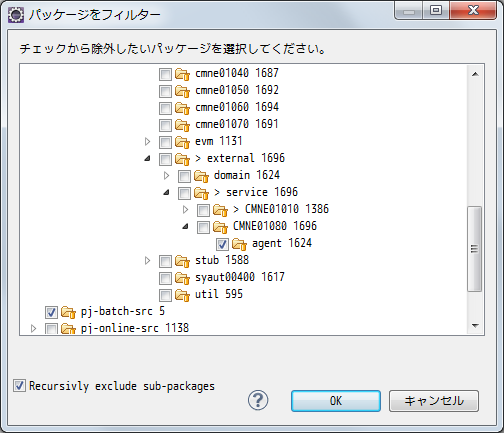 パッケージをフィルター
チェックから除外したいパッケージを選択してください。
cmne01040 1687
cmne01050 1692
cmne01060 1694
cmne01070 1691
evm 1131
> external 1696
domain 1624
> service 1696
> CMNE01010 1386
CMNE01080 1696
agent 1624
stub 1588
syaut00400 1617
util 595
pj-batch-src 5
pj-online-src 1138
Recursivly exclude sub-packages
?
OK
キャンセル